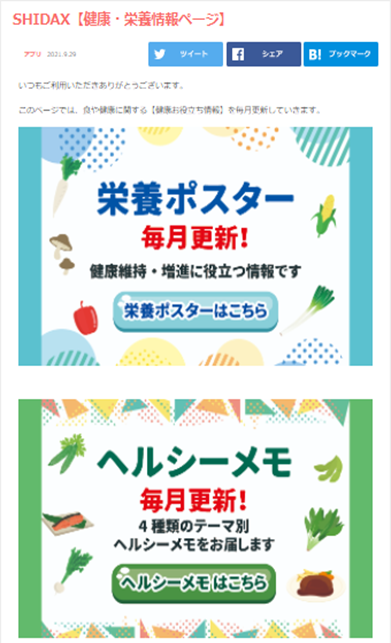 SHIDAX【健康・栄養情報ページ】
アプリ 2021.9.29
ツイート
シェア
B! ブックマーク
いつもご利用いただきありがとうございます。
このページでは、食や健康に関する【健康お役立ち情報】を毎月更新していきます。
栄養ポスター
毎月更新!
健康維持・増進に役立つ情報です
栄養ポスターはこちら
ヘルシーメモ
毎月更新!
4種類のテーマ別
ヘルシーメモをお届します
ヘルシーメモはこちら